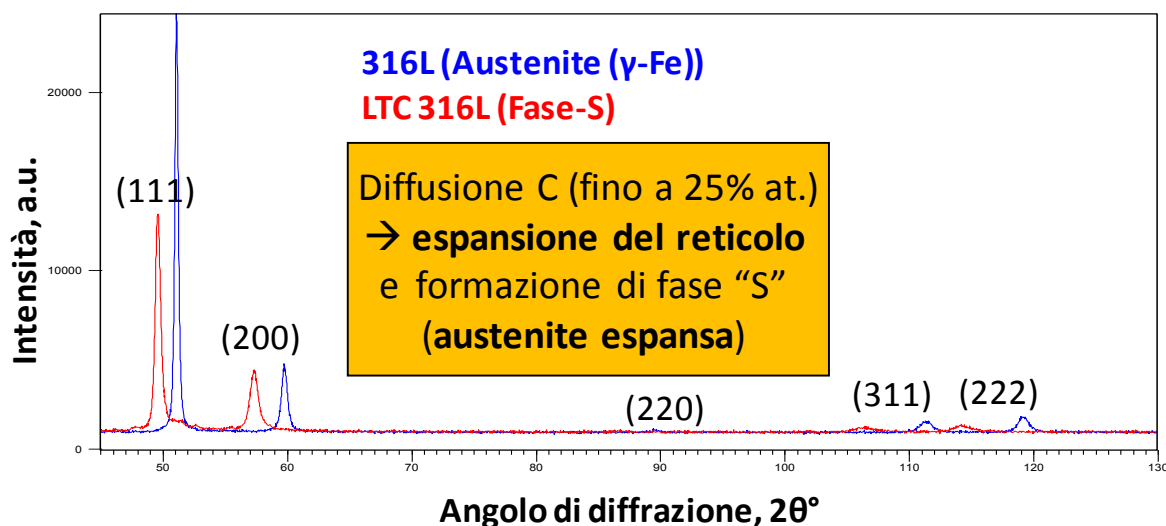 316L (Austenite (γ-Fe))
LTC 316L (Fase-S)
Diffusione C (fino a 25% at.)
→ espansione del reticolo
e formazione di fase “S”
(austenite espansa)
Intensità, a.u.
20000
10000
0
(111)
(200)
(220)
(311)
(222)
50 60 70 80 90 100 110 120 130
Angolo di diffrazione, 2θ°